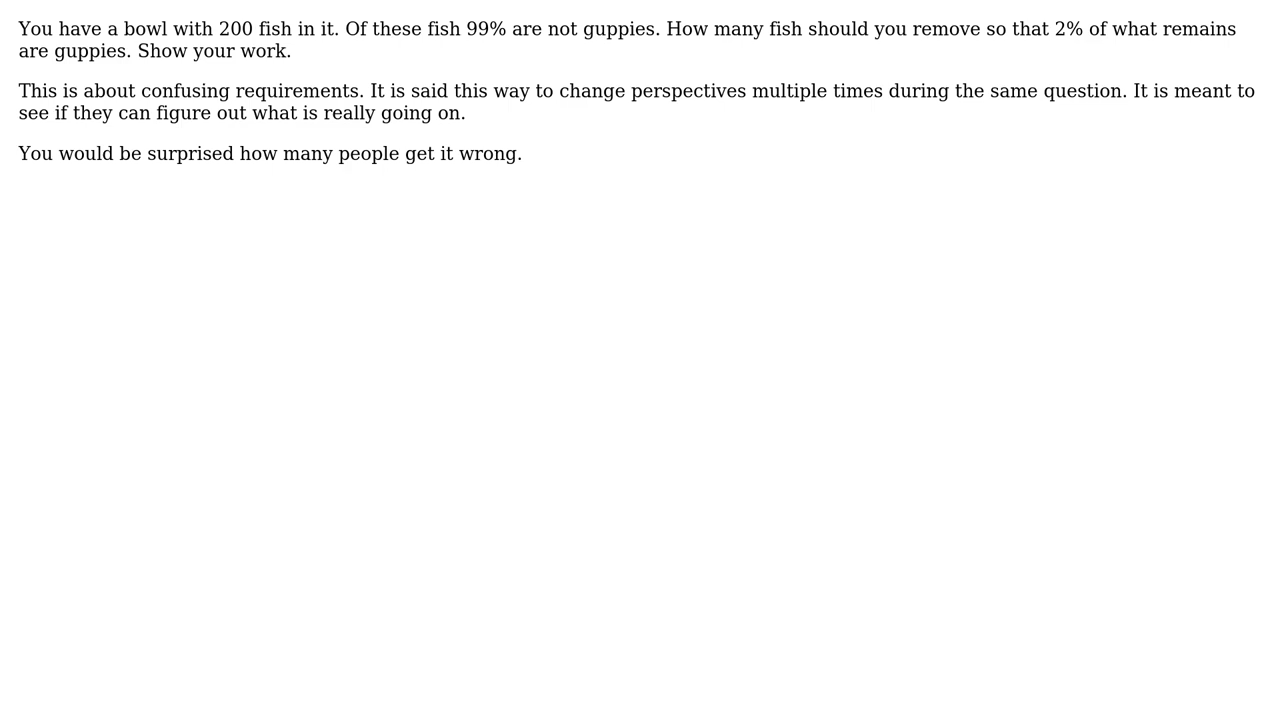 You have a bowl with 200 fish in it. Of these fish 99% are not guppies. How many fish should you remove so that 2% of what remains
are guppies. Show your work.
This is about confusing requirements. It is said this way to change perspectives multiple times during the same question. It is meant to
see if they can figure out what is really going on.
You would be surprised how many people get it wrong.